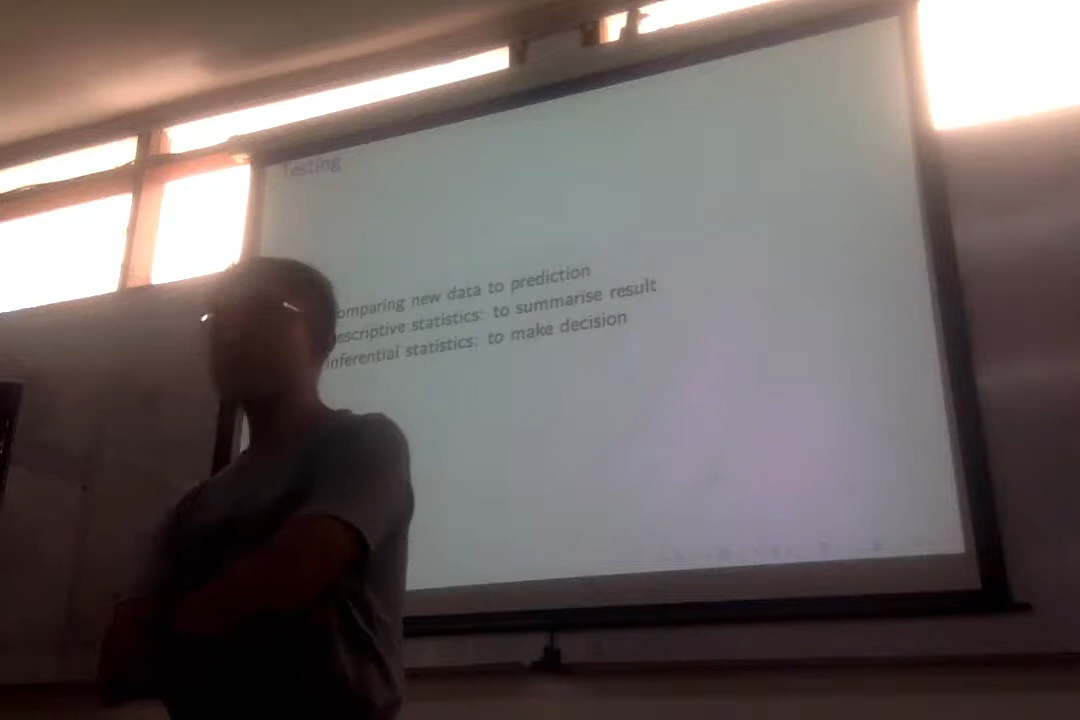 Testing
omparing new data to prediction
escriptive statistics: to summarise result
inferential statistics: to make decision